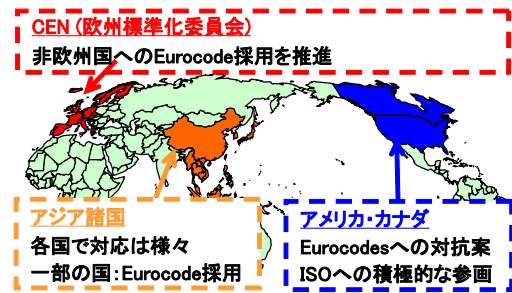 CEN (欧州標準化委員会)
非欧州国へのEurocode採用を推進
アジア諸国
各国で対応は様々
一部の国：Eurocode採用
アメリカ・カナダ
Eurocodesへの対抗案
ISOへの積極的な参画